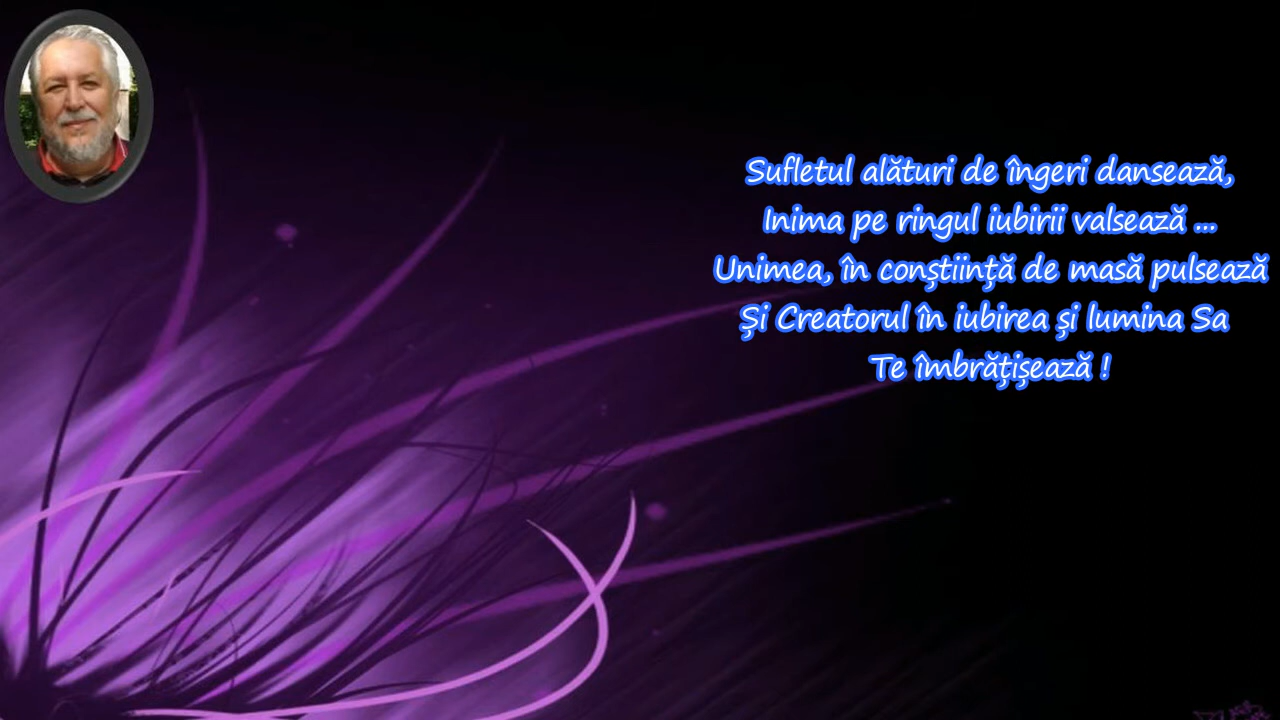 Sufletul alături de îngeri dansează,
Inima pe ringul iubirii valsează ...
Unimea, în conștiință de masă pulsează
Și Creatorul în iubirea și lumina Sa
Te îmbrățișează !